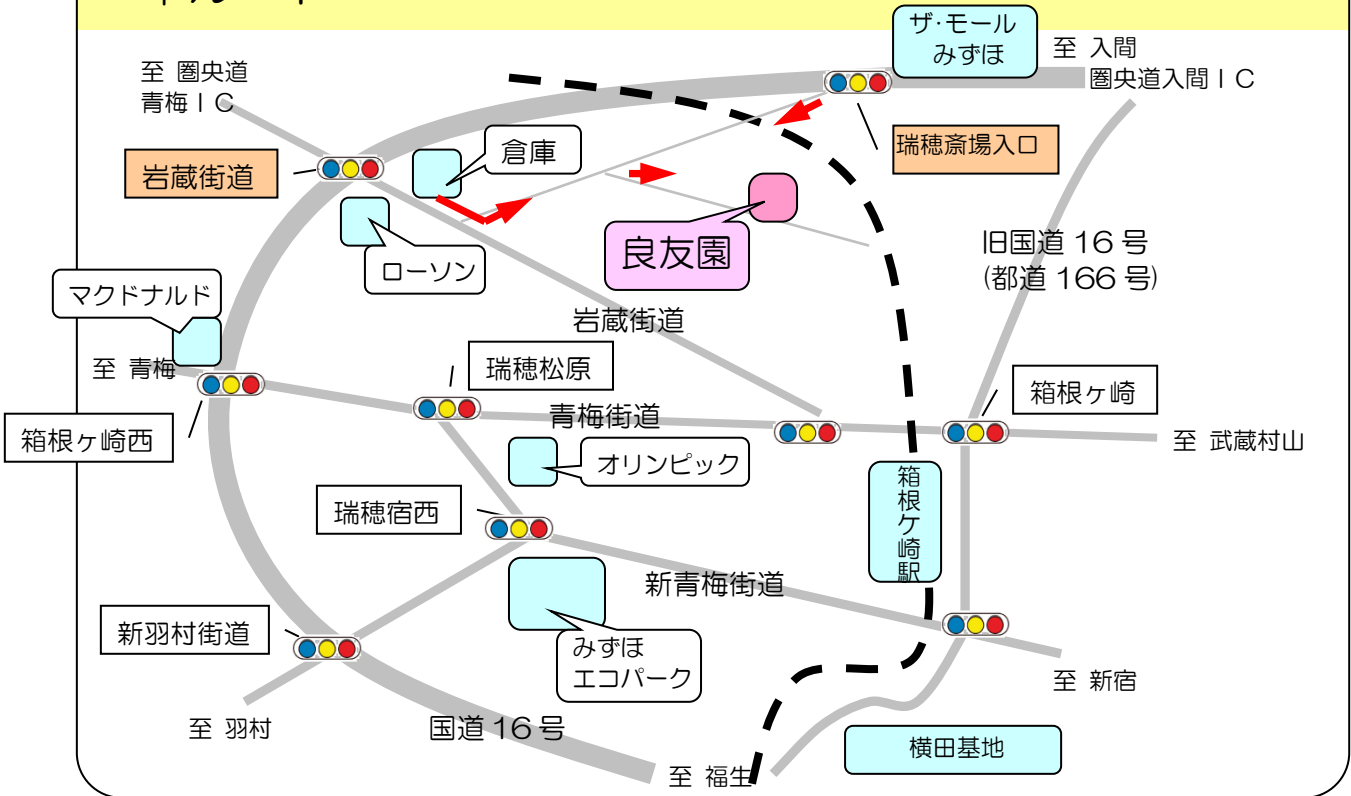 ザ・モール
みずほ
至 入間
圏央道入間IC
至 圏央道
青梅IC
瑞穂斎場入口
倉庫
岩蔵街道
良友園
旧国道16号
(都道166号)
ローソン
マクドナルド
岩蔵街道
至 青梅
瑞穂松原
箱根ヶ崎
青梅街道
箱根ヶ崎西
至 武蔵村山
オリンピック
箱根ケ崎駅
瑞穂宿西
新青梅街道
新羽村街道
みずほ
エコパーク
至 新宿
至 羽村
国道16号
横田基地
至 福生